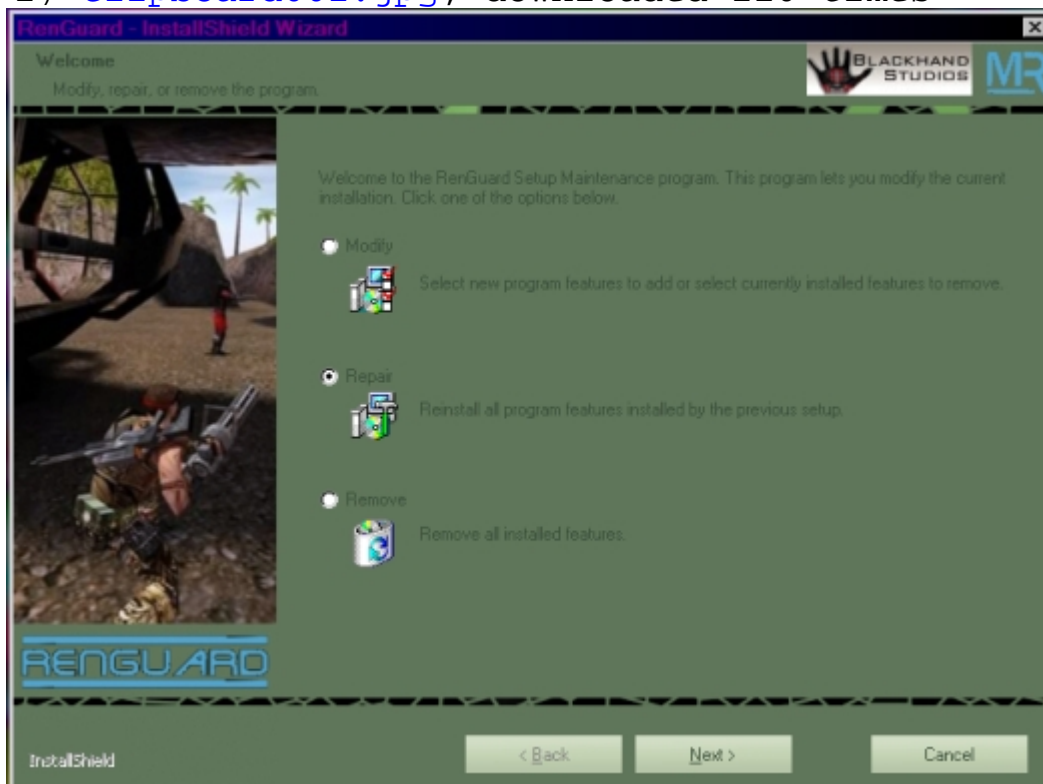 RenGuard - InstallShield Wizard
Welcome
Modify, repair, or remove the program.
BLACKHAND
STUDIOS
Welcome to the RenGuard Setup Maintenance program. This program lets you modify the current
installation. Click one of the options below.
Modify
Select new program features to add or select currently installed features to remove.
Repair
Reinstall all program features installed by the previous setup.
Remove
Remove all installed features.
RENGUARD
InstallShield
< Back
Next >
Cancel